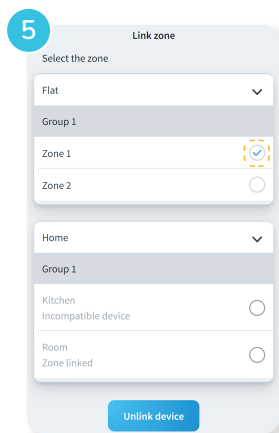 5
Link zone
Select the zone
Flat
Group 1
Zone 1
Zone 2
Home
Group 1
Kitchen
Incompatible device
Room
Zone linked
Unlink device